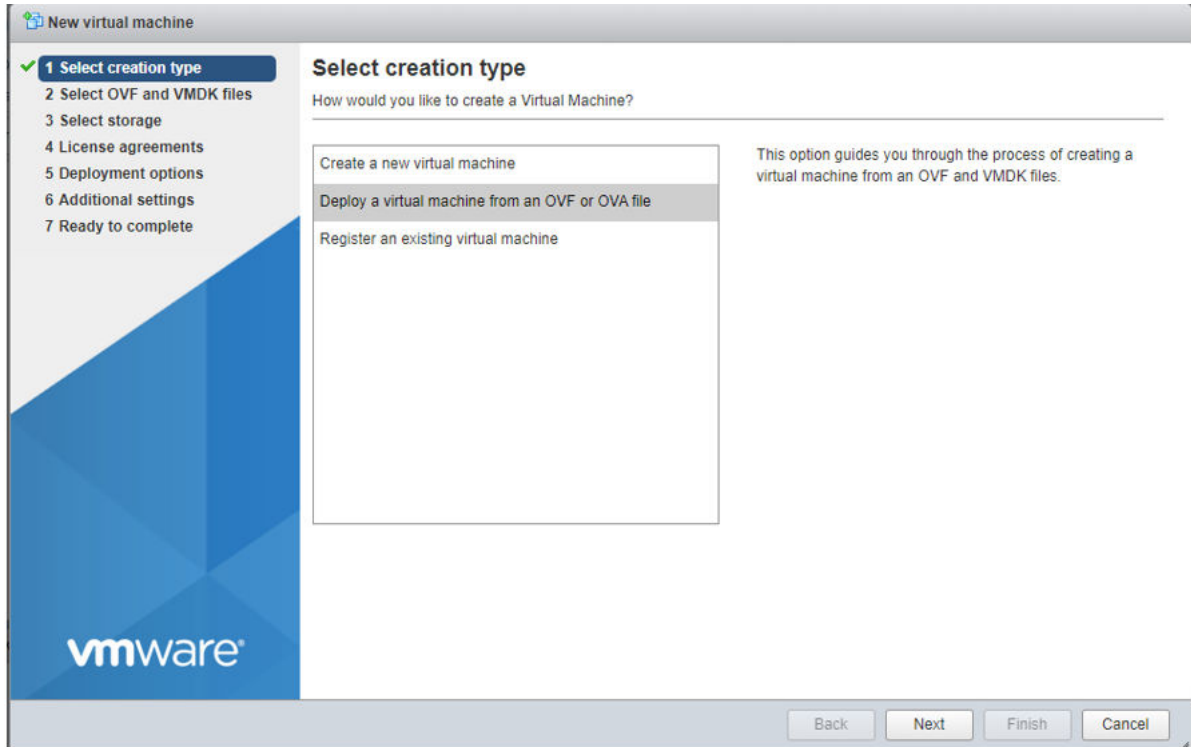 New virtual machine
1 Select creation type
2 Select OVF and VMDK files
3 Select storage
4 License agreements
5 Deployment options
6 Additional settings
7 Ready to complete
vmware®
Select creation type
How would you like to create a Virtual Machine?
Create a new virtual machine
Deploy a virtual machine from an OVF or OVA file
Register an existing virtual machine
This option guides you through the process of creating a
virtual machine from an OVF and VMDK files.
Back Next Finish Cancel